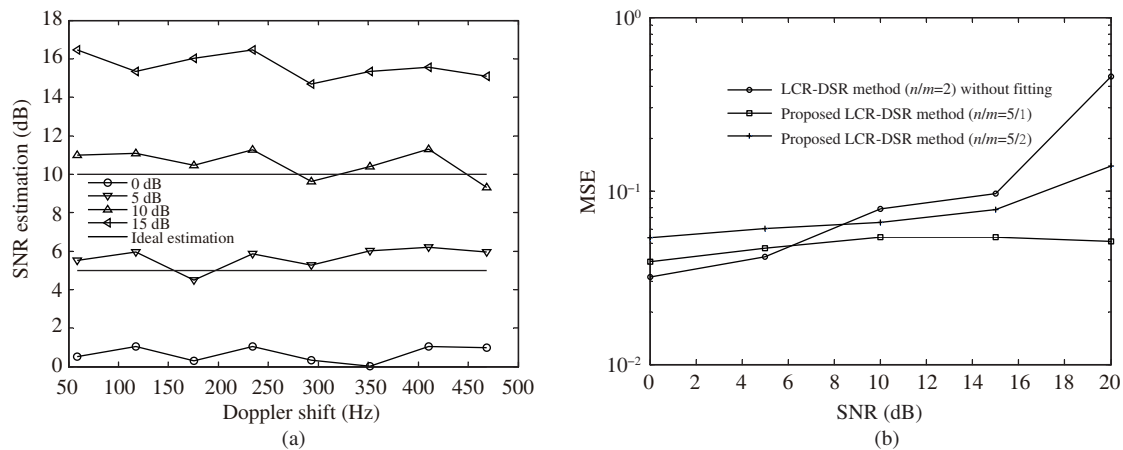 18
16
14
12
10
8
6
4
2
0
SNR estimation (dB)
0 dB
5 dB
10 dB
15 dB
Ideal estimation
50 100 150 200 250 300 350 400 450 500
Doppler shift (Hz)
(a)
10⁰
10⁻¹
10⁻²
MSE
LCR-DSR method (n/m=2) without fitting
Proposed LCR-DSR method (n/m=5/1)
Proposed LCR-DSR method (n/m=5/2)
0 2 4 6 8 10 12 14 16 18 20
SNR (dB)
(b)